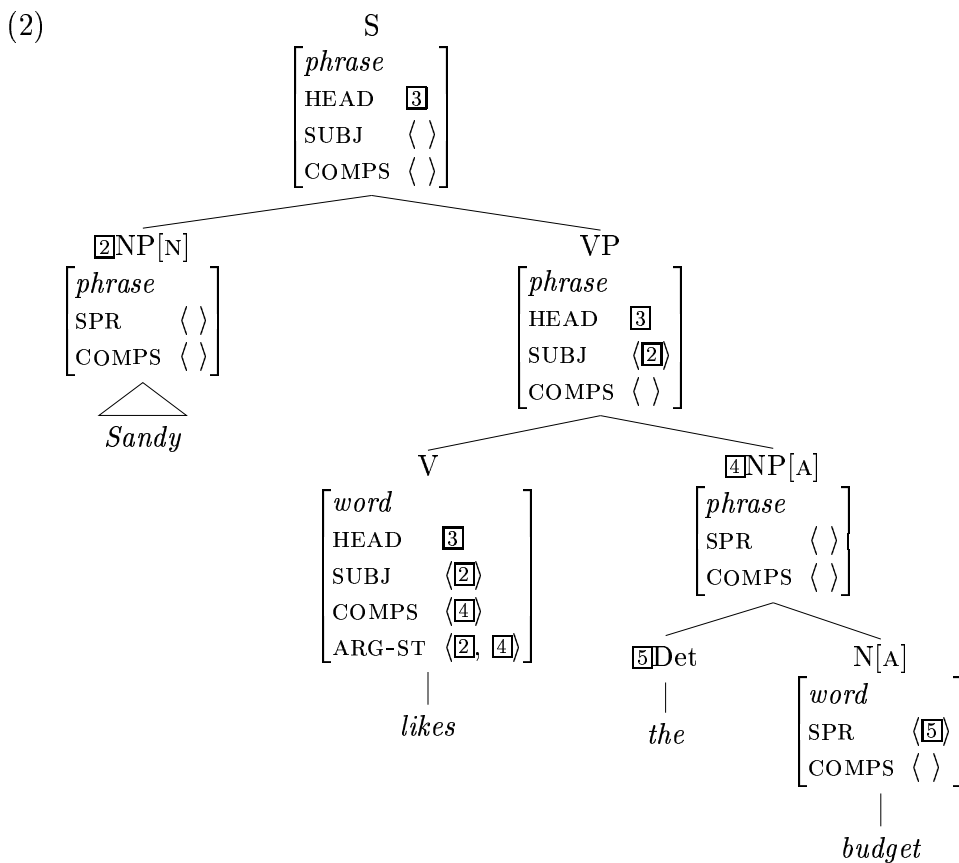 (2)
S
phrase
HEAD 3
SUBJ ⟨ ⟩
COMPS ⟨ ⟩
2NP[N]
phrase
SPR ⟨ ⟩
COMPS ⟨ ⟩
Sandy
VP
phrase
HEAD 3
SUBJ ⟨2⟩
COMPS ⟨ ⟩
V
word
HEAD 3
SUBJ ⟨2⟩
COMPS ⟨4⟩
ARG-ST ⟨2, 4⟩
likes
4NP[A]
phrase
SPR ⟨ ⟩
COMPS ⟨ ⟩
5Det
the
N[A]
word
SPR ⟨5⟩
COMPS ⟨ ⟩
budget